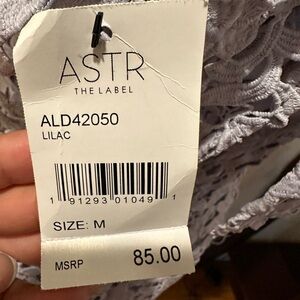 ASTR
THE LABEL
ALD42050
LILAC
1 91293 01049 1
SIZE: M
MSRP 85.00